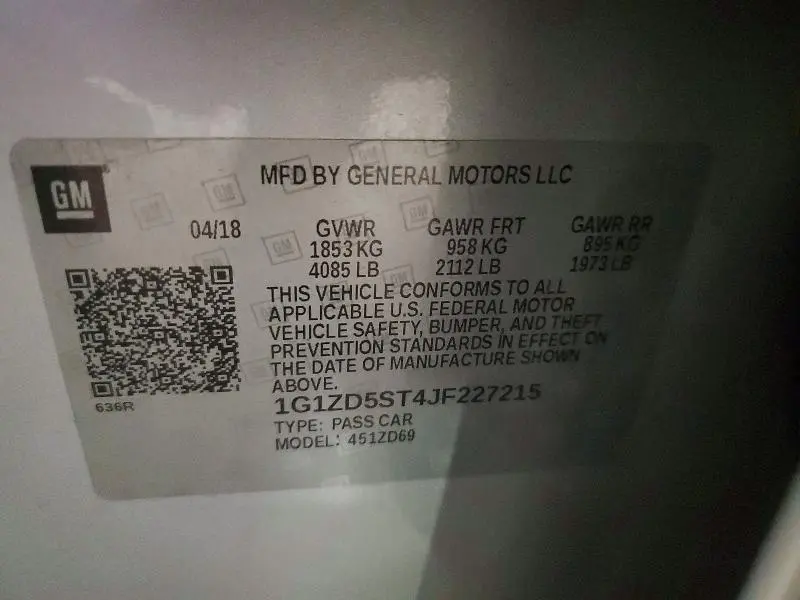 GM
MFD BY GENERAL MOTORS LLC
04/18 GVWR GAWR FRT GAWR RR
1853 KG 958 KG 895 KG
4085 LB 2112 LB 1973 LB
THIS VEHICLE CONFORMS TO ALL
APPLICABLE U.S. FEDERAL MOTOR
VEHICLE SAFETY, BUMPER, AND THEFT
PREVENTION STANDARDS IN EFFECT ON
THE DATE OF MANUFACTURE SHOWN
ABOVE.
636R
1G1ZD5ST4JF227215
TYPE: PASS CAR
MODEL: 451ZD69